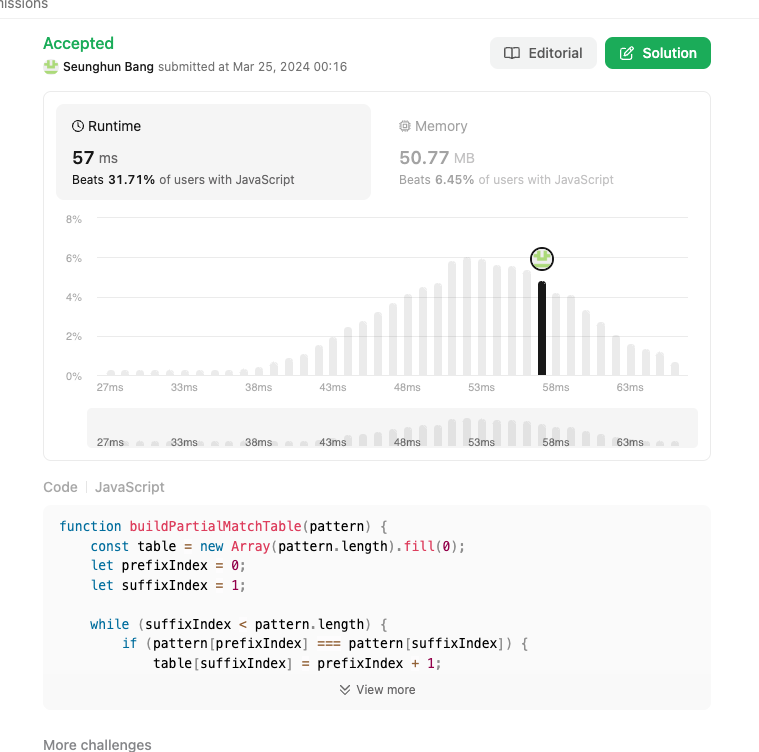 missions
Accepted
Seunghun Bang submitted at Mar 25, 2024 00:16
Editorial
Solution
Runtime
57 ms
Beats 31.71% of users with JavaScript
Memory
50.77 MB
Beats 6.45% of users with JavaScript
8%
6%
4%
2%
0%
27ms 33ms 38ms 43ms 48ms 53ms 58ms 63ms
27ms 33ms 38ms 43ms 48ms 53ms 58ms 63ms
Code JavaScript
function buildPartialMatchTable(pattern) {
    const table = new Array(pattern.length).fill(0);
    let prefixIndex = 0;
    let suffixIndex = 1;
    while (suffixIndex < pattern.length) {
        if (pattern[prefixIndex] === pattern[suffixIndex]) {
            table[suffixIndex] = prefixIndex + 1;
View more
More challenges